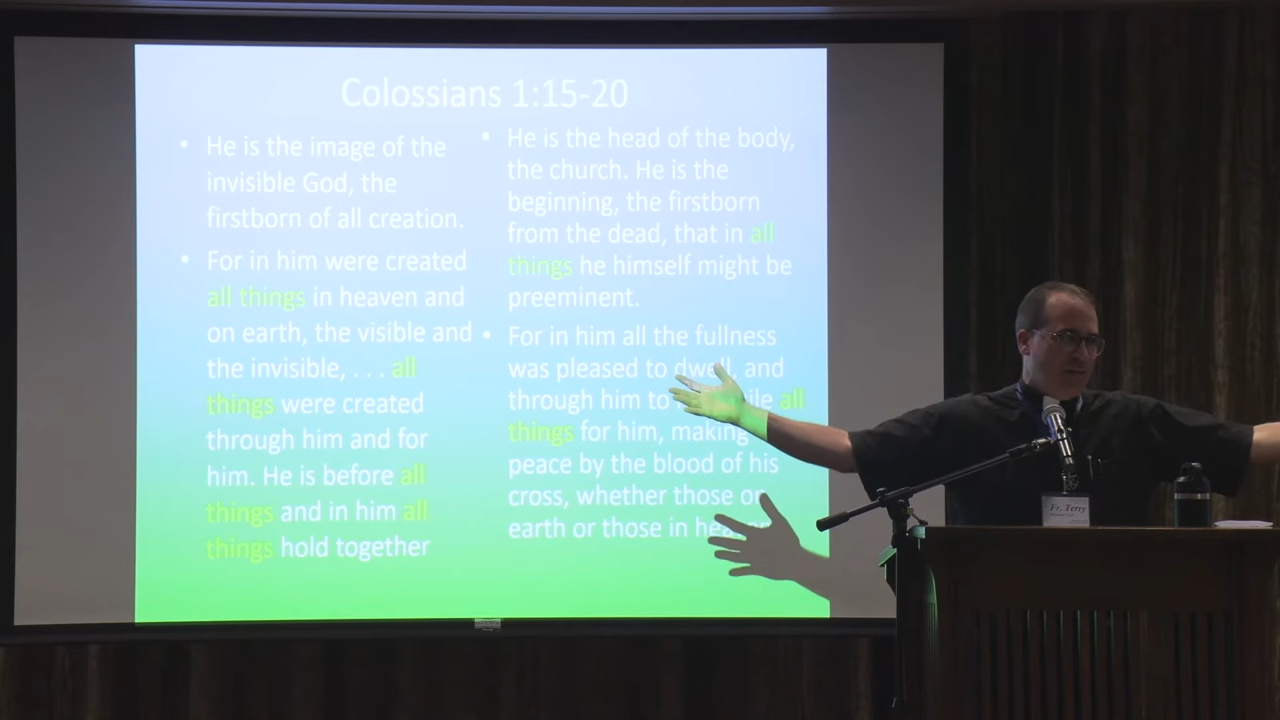 Colossians 1:15-20
• He is the image of the
invisible God, the
firstborn of all creation.
• For in him were created
all things in heaven and
on earth, the visible and
the invisible, . . . all
things were created
through him and for
him. He is before all
things and in him all
things hold together
• He is the head of the body,
the church. He is the
beginning, the firstborn
from the dead, that in all
things he himself might be
preeminent.
• For in him all the fullness
was pleased to dwell, and
through him to all
things for him, making
peace by the blood of his
cross, whether those on
earth or those in heaven
Fr. Terry